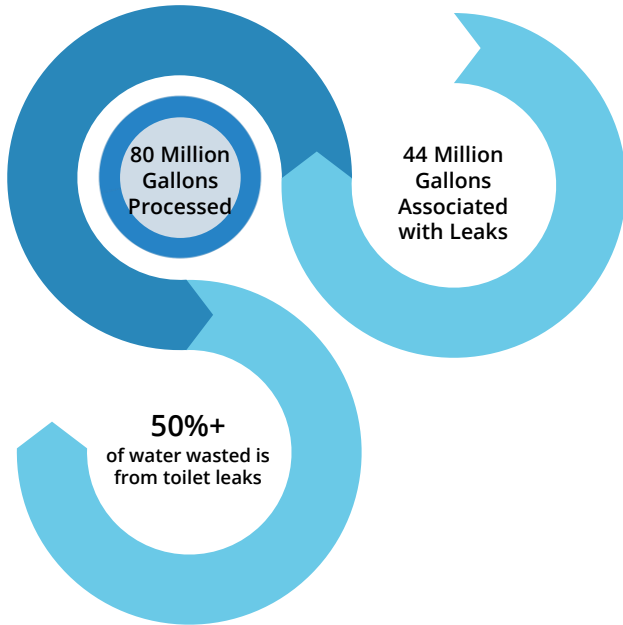 80 Million
Gallons
Processed
44 Million
Gallons
Associated
with Leaks
50%+
of water wasted is
from toilet leaks